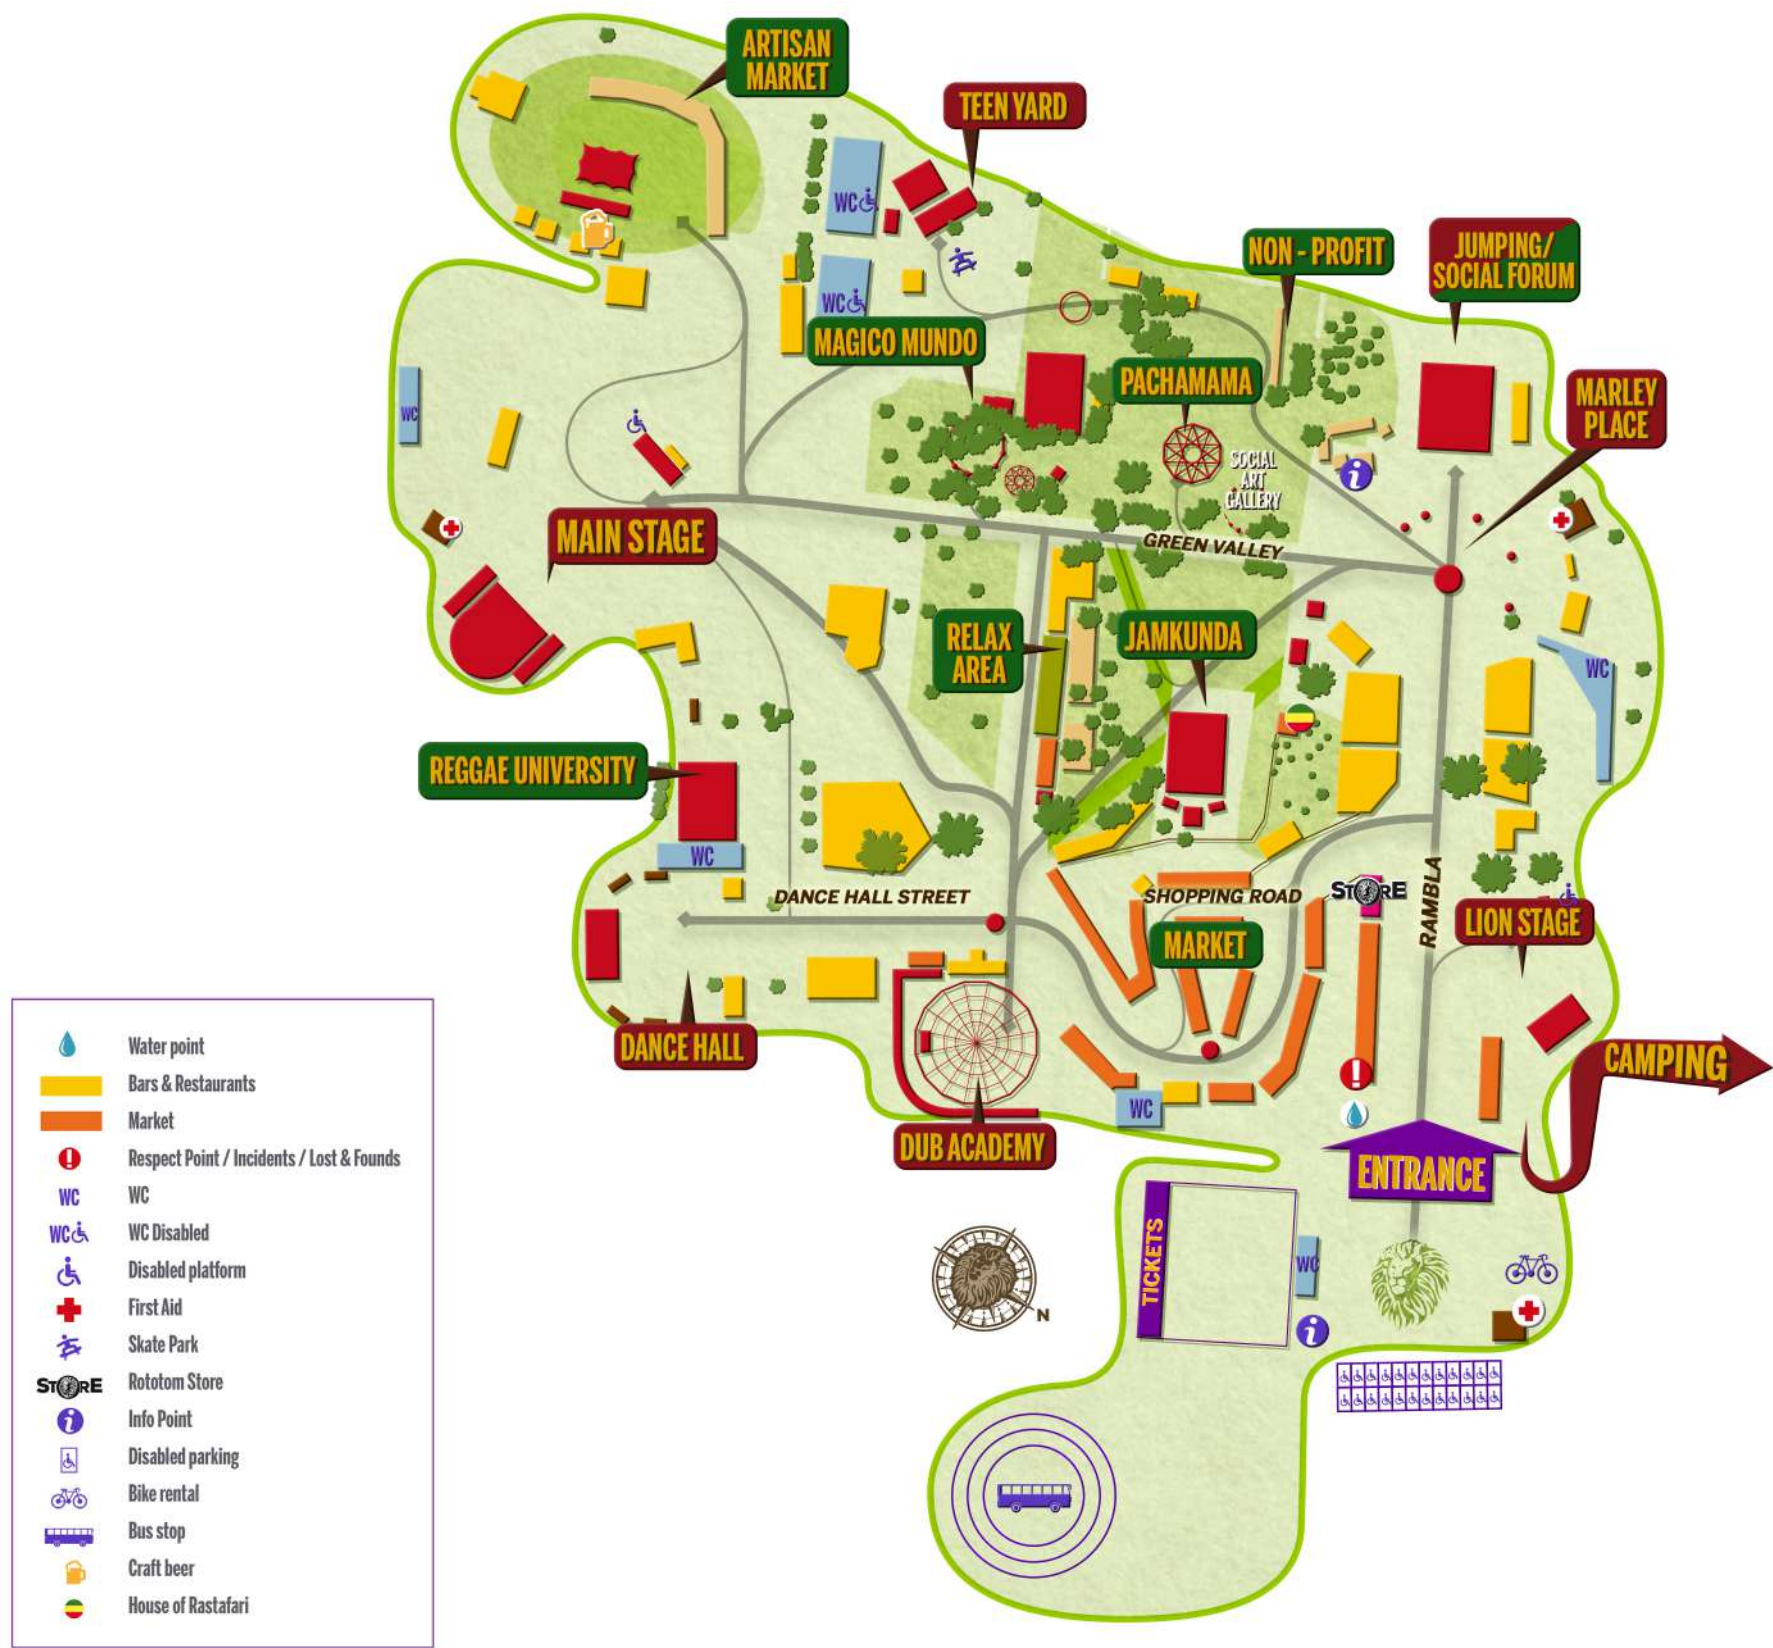 ARTISAN
MARKET
TEEN YARD
WC
NON - PROFIT
JUMPING/
SOCIAL FORUM
WC
MAGICO MUNDO
PACHAMAMA
MARLEY
PLACE
WC
SOCIAL
ART
GALLERY
i
MAIN STAGE
GREEN VALLEY
RELAX
AREA
JAMKUNDA
WC
REGGAE UNIVERSITY
WC
DANCE HALL STREET
SHOPPING ROAD
STORE
RAMBLA
MARKET
LION STAGE
DANCE HALL
CAMPING
!
WC
DUB ACADEMY
ENTRANCE
TICKETS
WC
N
i
Water point
Bars & Restaurants
Market
! Respect Point / Incidents / Lost & Founds
WC WC
WC WC Disabled
Disabled platform
First Aid
Skate Park
STORE Rototom Store
i Info Point
Disabled parking
Bike rental
Bus stop
Craft beer
House of Rastafari